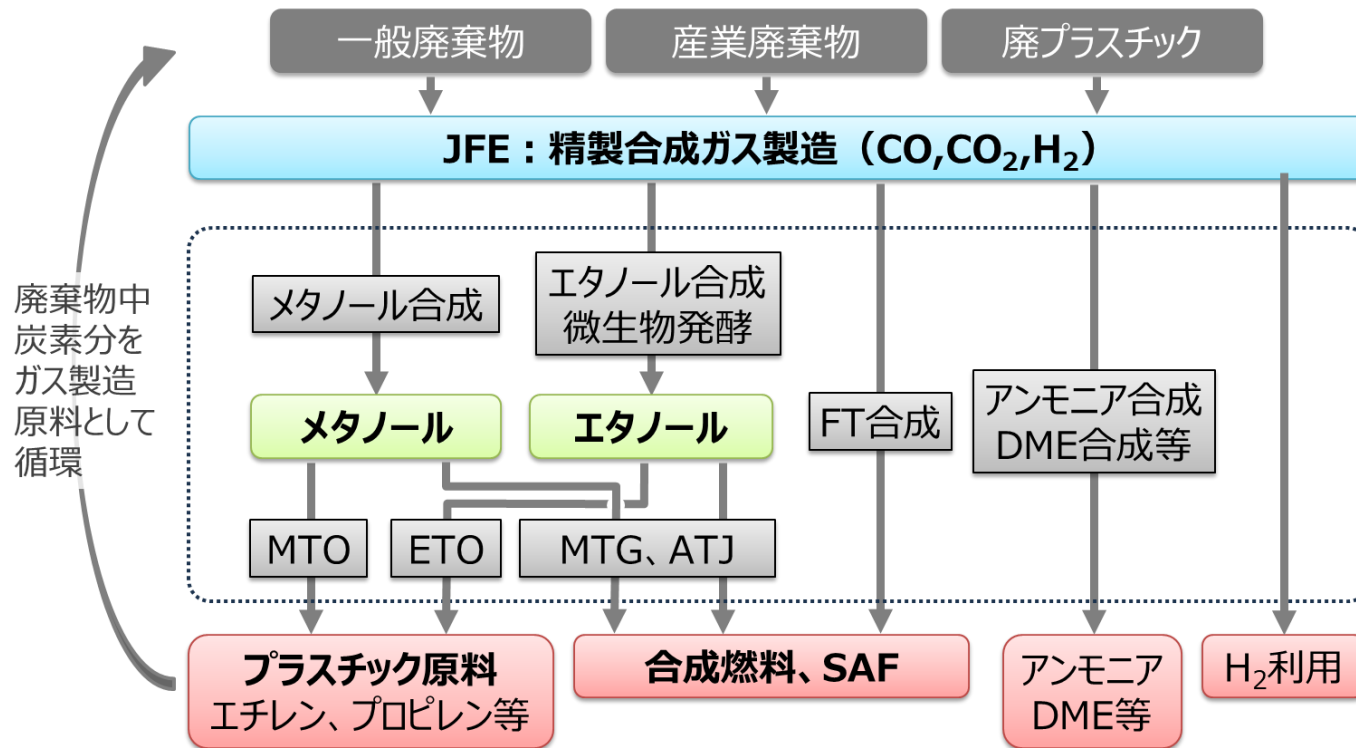 一般廃棄物
産業廃棄物
廃プラスチック
JFE：精製合成ガス製造（CO,CO₂,H₂）
廃棄物中
炭素分を
ガス製造
原料として
循環
メタノール合成
エタノール合成
微生物発酵
メタノール
エタノール
FT合成
アンモニア合成
DME合成等
MTO
ETO
MTG、ATJ
プラスチック原料
エチレン、プロピレン等
合成燃料、SAF
アンモニア
DME等
H₂利用